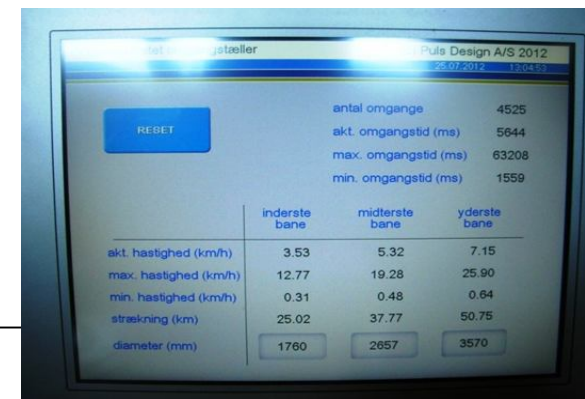 tæller
Puls Design A/S 2012
25.07.2012 13:04:53
RESET
antal omgange 4525
akt. omgangstid (ms) 5644
max. omgangstid (ms) 63208
min. omgangstid (ms) 1559
inderste bane midterste bane yderste bane
akt. hastighed (km/h) 3.53 5.32 7.15
max. hastighed (km/h) 12.77 19.28 25.90
min. hastighed (km/h) 0.31 0.48 0.64
strækning (km) 25.02 37.77 50.75
diameter (mm) 1760 2657 3570